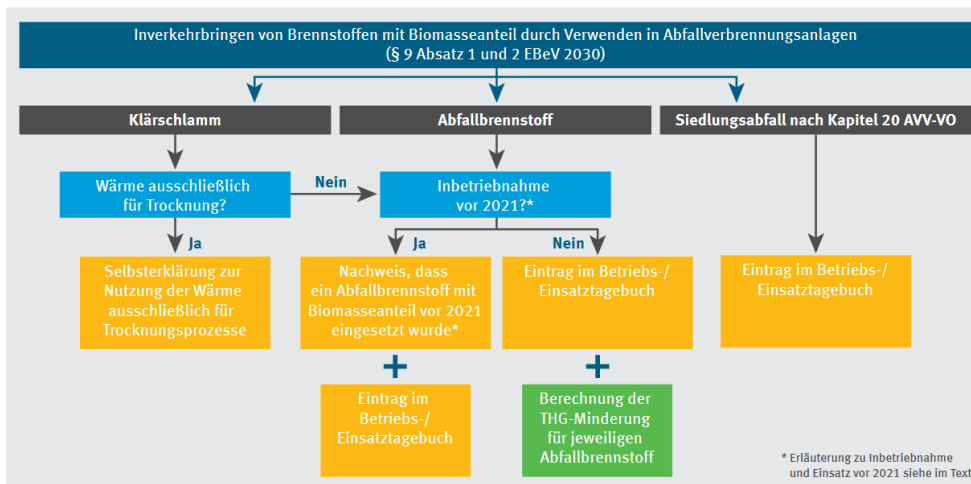 Inverkehrbringen von Brennstoffen mit Biomasseanteil durch Verwenden in Abfallverbrennungsanlagen
(§ 9 Absatz 1 und 2 EBeV 2030)
Klärschlamm
Abfallbrennstoff
Siedlungsabfall nach Kapitel 20 AVV-VO
Wärme ausschließlich
für Trocknung?
Nein
Inbetriebnahme
vor 2021?*
Ja
Ja
Nein
Selbsterklärung zur
Nutzung der Wärme
ausschließlich für
Trocknungsprozesse
Nachweis, dass
ein Abfallbrennstoff mit
Biomasseanteil vor 2021
eingesetzt wurde*
Eintrag im Betriebs-/
Einsatztagebuch
Eintrag im Betriebs-/
Einsatztagebuch
+
+
Eintrag im
Betriebs-/
Einsatztagebuch
Berechnung der
THG-Minderung
für jeweiligen
Abfallbrennstoff
* Erläuterung zu Inbetriebnahme
und Einsatz vor 2021 siehe im Text